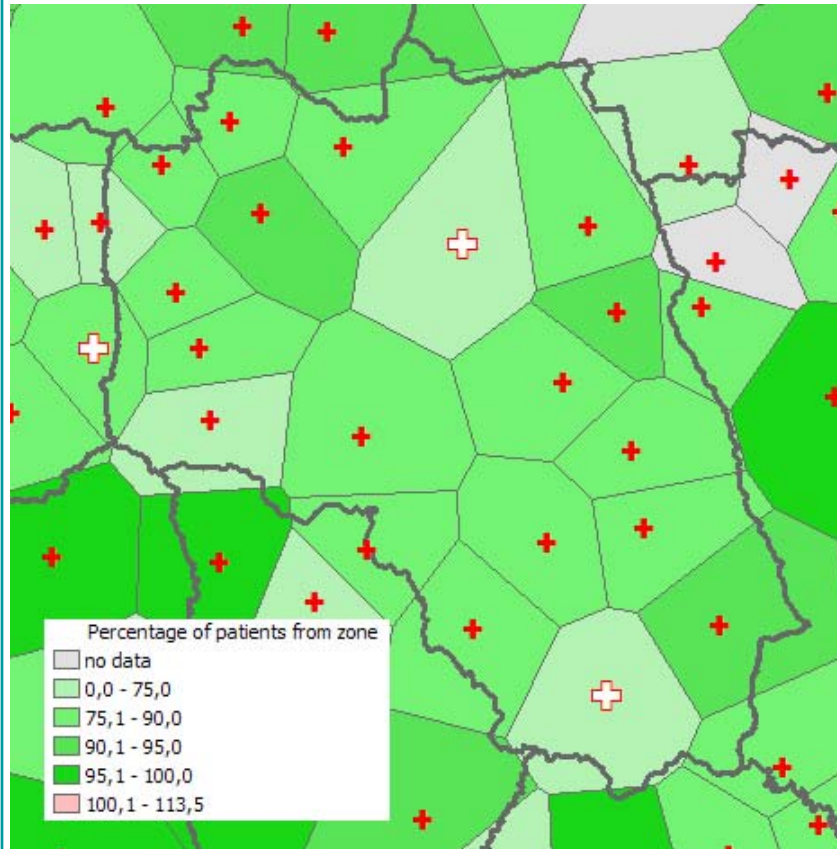 Percentage of patients from zone
no data
0,0 - 75,0
75,1 - 90,0
90,1 - 95,0
95,1 - 100,0
100,1 - 113,5